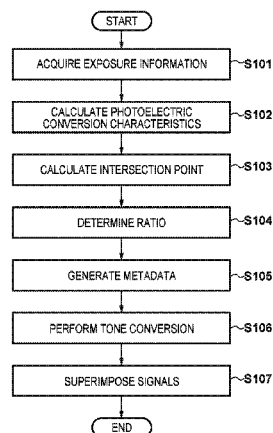 START
ACQUIRE EXPOSURE INFORMATION S101
CALCULATE PHOTOELECTRIC
CONVERSION CHARACTERISTICS S102
CALCULATE INTERSECTION POINT S103
DETERMINE RATIO S104
GENERATE METADATA S105
PERFORM TONE CONVERSION S106
SUPERIMPOSE SIGNALS S107
END